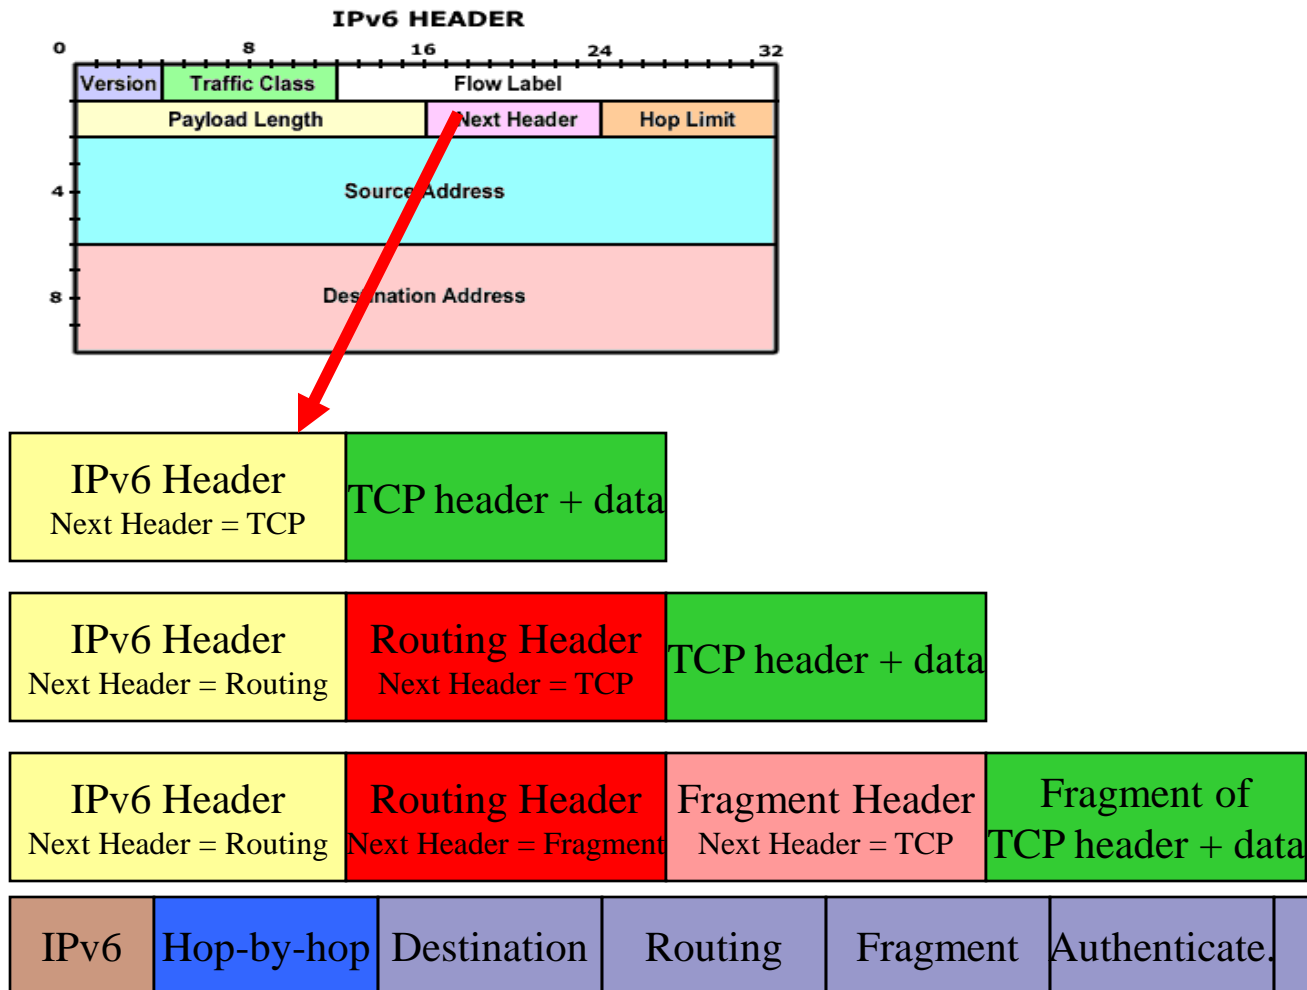 IPv6 HEADER
0 8 16 24 32
Version Traffic Class Flow Label
Payload Length Next Header Hop Limit
4 Source Address
8 Destination Address
IPv6 Header TCP header + data
Next Header = TCP
IPv6 Header Routing Header TCP header + data
Next Header = Routing Next Header = TCP
IPv6 Header Routing Header Fragment Header Fragment of
Next Header = Routing Next Header = Fragment Next Header = TCP TCP header + data
IPv6 Hop-by-hop Destination Routing Fragment Authenticate.